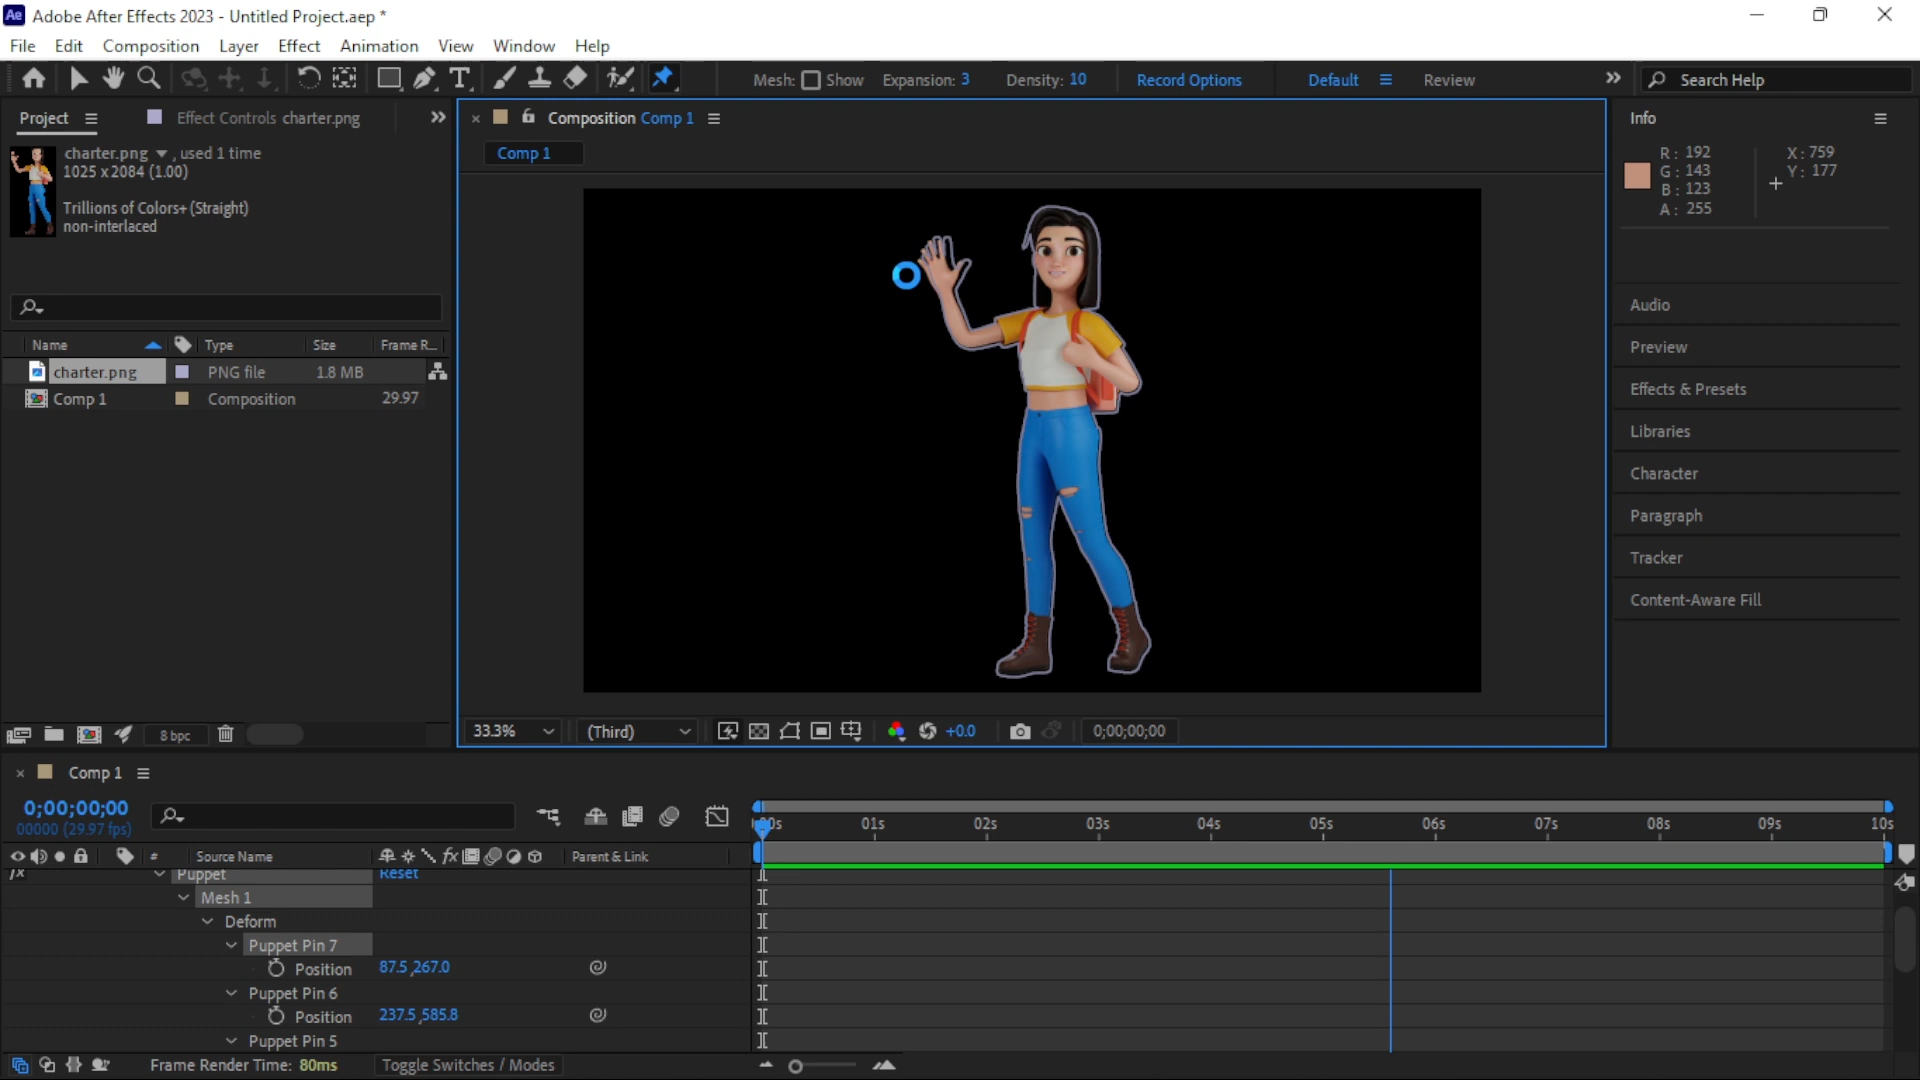 Ae Adobe After Effects 2023 - Untitled Project.aep *
File Edit Composition Layer Effect Animation View Window Help
Mesh: Show Expansion: 3 Density: 10 Record Options Default Review Search Help
Project Effect Controls charter.png
Composition Comp 1
Info
charter.png , used 1 time
1025 x 2084 (1.00)
Trillions of Colors+ (Straight)
non-interlaced
Comp 1
R: 192
G: 143
B: 123
A: 255
X: 759
Y: 177
Name Type Size Frame R...
charter.png PNG file 1.8 MB
Comp 1 Composition 29.97
Audio
Preview
Effects & Presets
Libraries
Character
Paragraph
Tracker
Content-Aware Fill
8 bpc
33.3% (Third) +0.0 0;00;00;00
Comp 1
0;00;00;00
00000 (29.97 fps)
01s 02s 03s 04s 05s 06s 07s 08s 09s 10s
# Source Name fx Parent & Link
fx Puppet Reset
Mesh 1
Deform
Puppet Pin 7
Position 87.5,267.0
Puppet Pin 6
Position 237.5,585.8
Puppet Pin 5
Frame Render Time: 80ms Toggle Switches / Modes